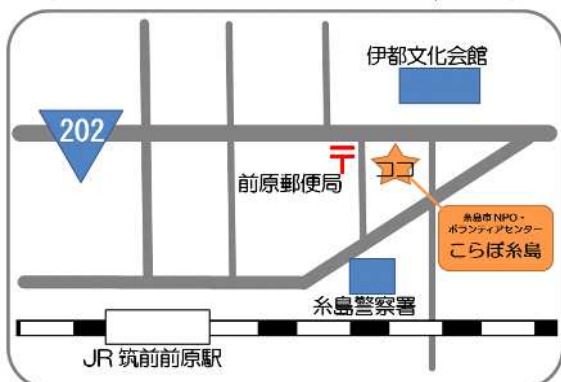 伊都文化会館
202
〒
前原郵便局
ココ
糸島市NPO・
ボランティアセンター
こらぼ糸島
糸島警察署
JR 筑前前原駅